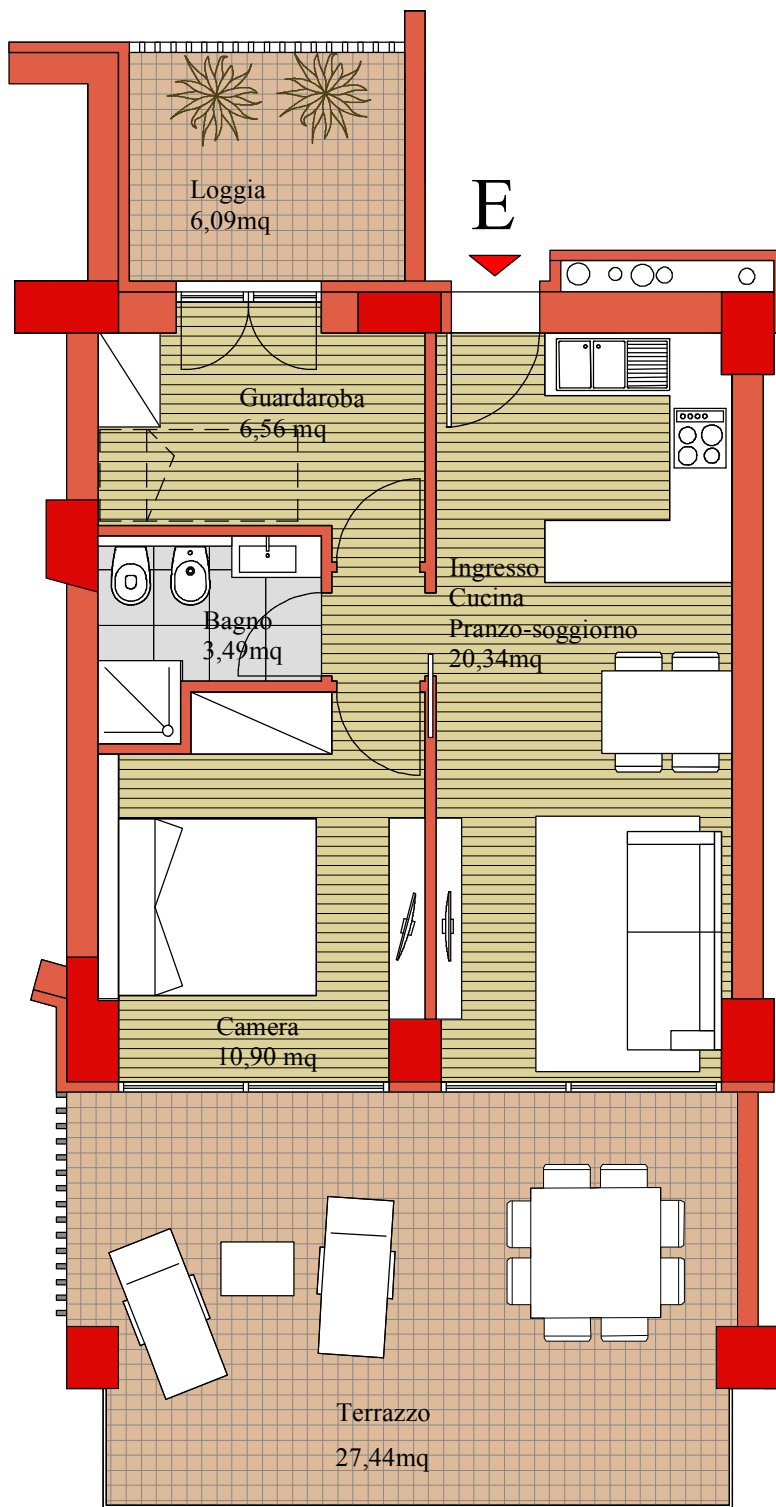 Loggia
6,09mq
E
Guardaroba
6,56 mq
Ingresso
Cucina
Pranzo-soggiorno
20,34mq
Bagno
3,49mq
Camera
10,90 mq
Terrazzo
27,44mq